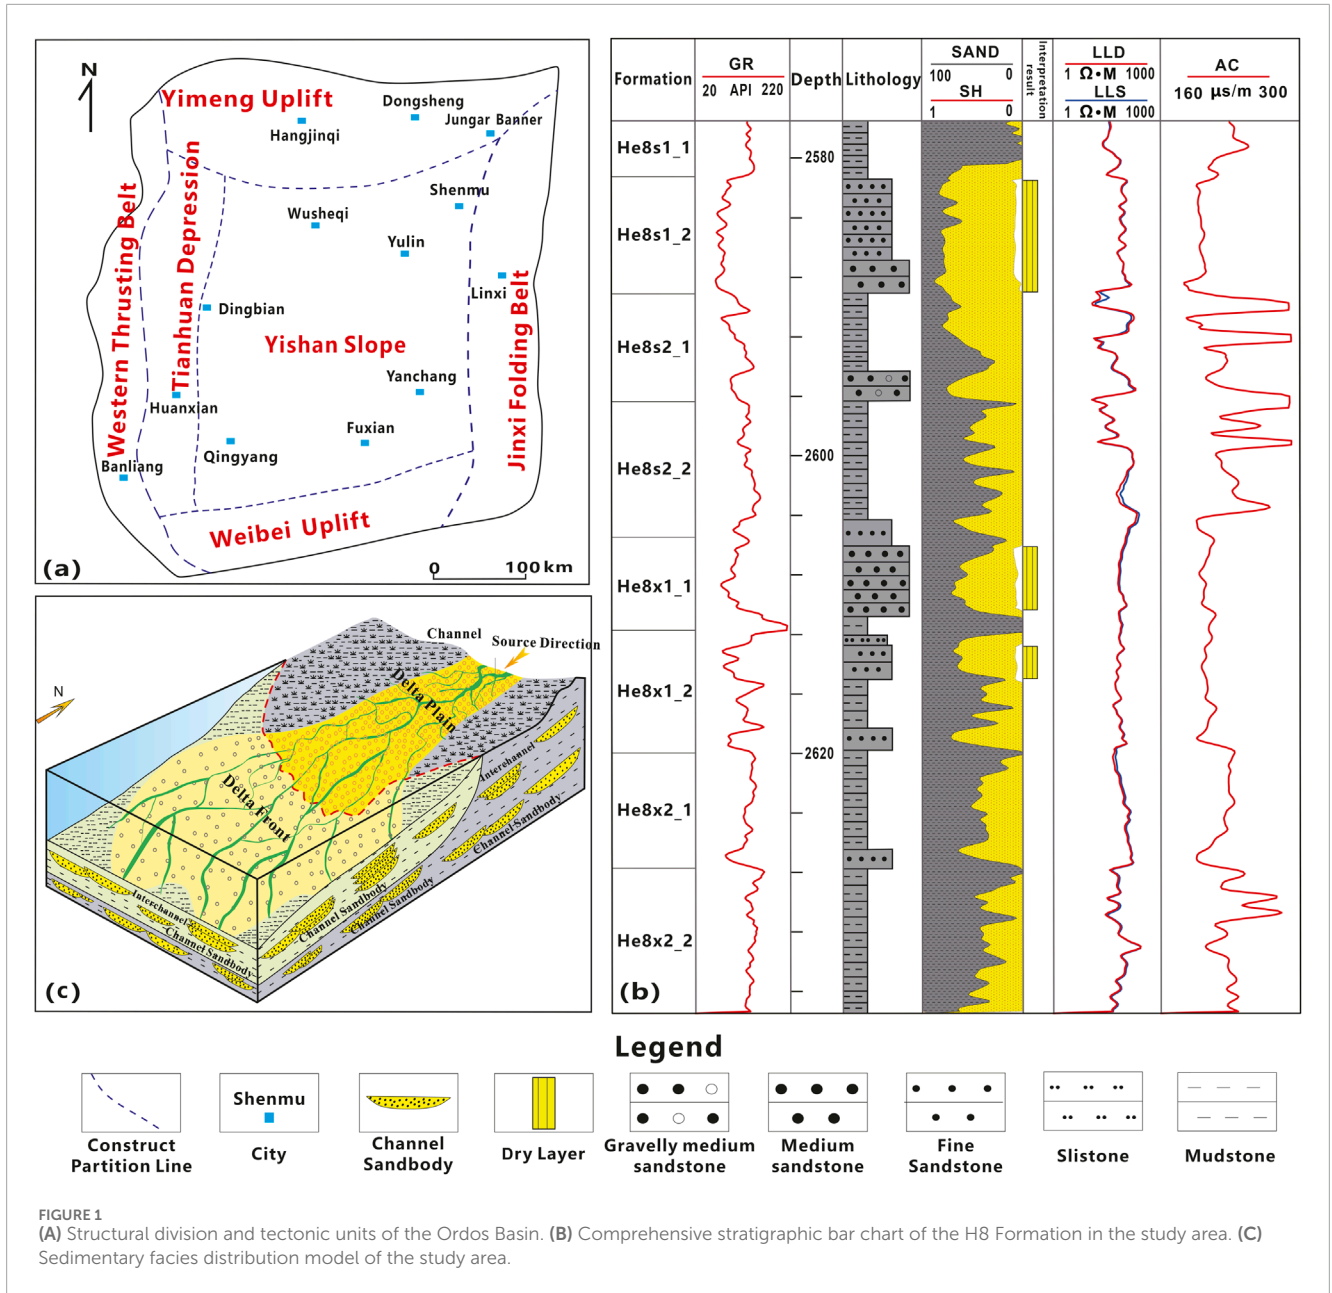 N
Yimeng Uplift
Dongsheng
Jungar Banner
Hangjinqi
Western Thrusting Belt
Tianhuan Depression
Shenmu
Wusheqi
Yulin
Linxi
Dingbian
Yishan Slope
Jinxi Folding Belt
Yanchang
Huanxian
Fuxian
Qingyang
Banliang
Weibei Uplift
(a)
0 100 km
Formation
GR
20 API 220
Depth
Lithology
SAND
100 0
SH
1 0
Interpretation
result
LLD
1 Ω•M 1000
LLS
1 Ω•M 1000
AC
160 μs/m 300
He8s1_1
He8s1_2
He8s2_1
He8s2_2
He8x1_1
He8x1_2
He8x2_1
He8x2_2
2580
2600
2620
(b)
N
Channel
Source Direction
Delta Plain
Delta Front
Interchannel
Channel Sandbody
Interchannel
Channel Sandbody
Channel Sandbody
Channel Sandbody
(c)
Legend
Shenmu
Construct
Partition Line
City
Channel
Sandbody
Dry Layer
Gravelly medium
sandstone
Medium
sandstone
Fine
Sandstone
Slistone
Mudstone
FIGURE 1
(A) Structural division and tectonic units of the Ordos Basin. (B) Comprehensive stratigraphic bar chart of the H8 Formation in the study area. (C)
Sedimentary facies distribution model of the study area.